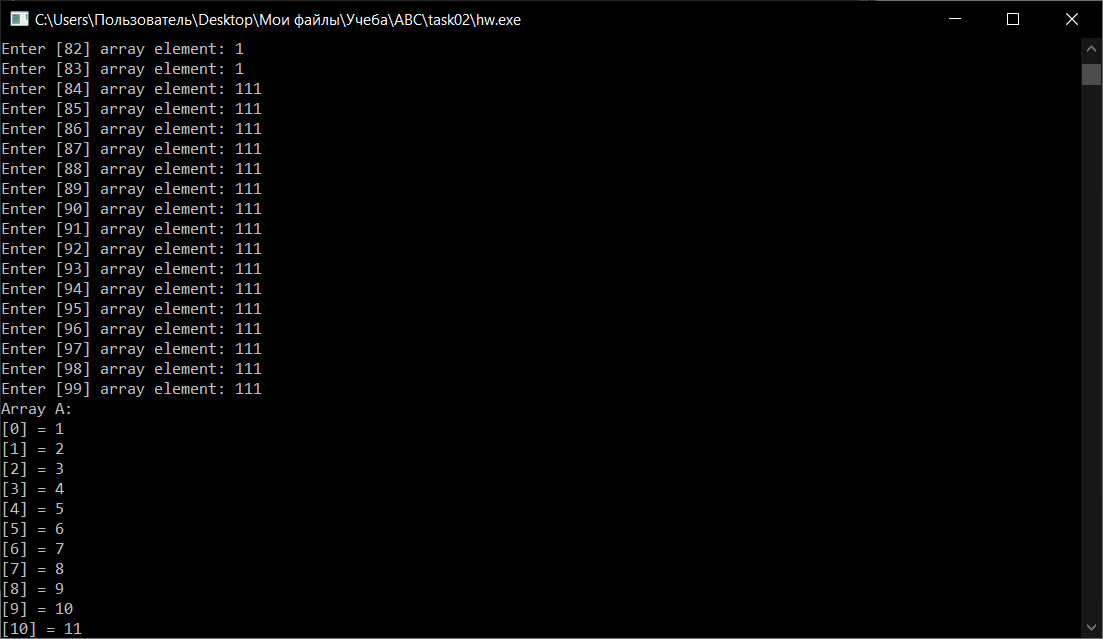 C:\Users\Пользователь\Desktop\Мои файлы\Учеба\АВС\task02\hw.exe
Enter [82] array element: 1
Enter [83] array element: 1
Enter [84] array element: 111
Enter [85] array element: 111
Enter [86] array element: 111
Enter [87] array element: 111
Enter [88] array element: 111
Enter [89] array element: 111
Enter [90] array element: 111
Enter [91] array element: 111
Enter [92] array element: 111
Enter [93] array element: 111
Enter [94] array element: 111
Enter [95] array element: 111
Enter [96] array element: 111
Enter [97] array element: 111
Enter [98] array element: 111
Enter [99] array element: 111
Array A:
[0] = 1
[1] = 2
[2] = 3
[3] = 4
[4] = 5
[5] = 6
[6] = 7
[7] = 8
[8] = 9
[9] = 10
[10] = 11